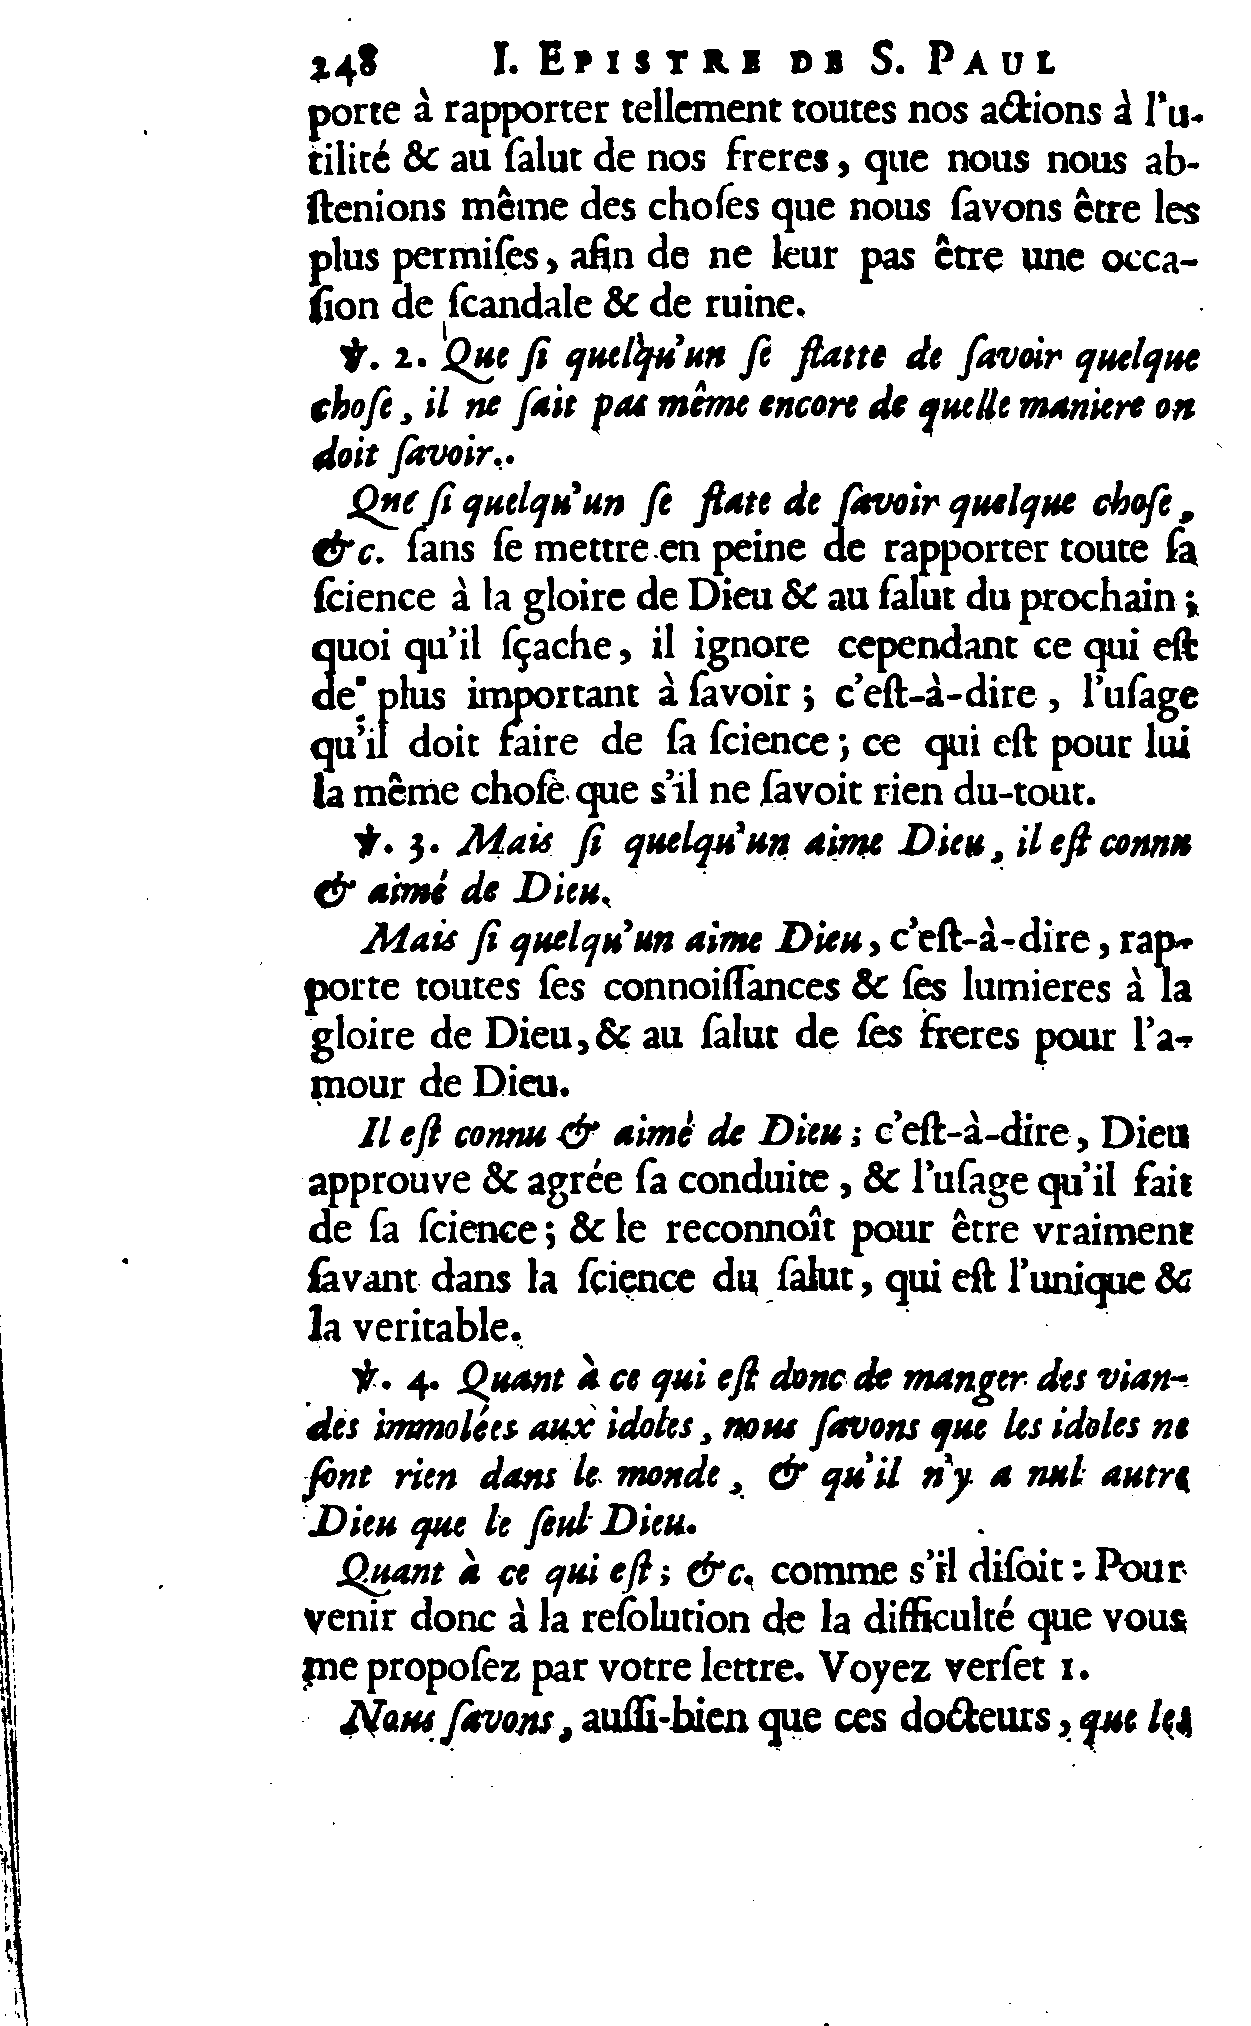 248 I. EPISTRE DE S. PAUL
porte à rapporter tellement toutes nos actions à l'u-
tilité & au ſalut de nos freres, que nous nous ab-
ſtenions même des choſes que nous ſavons être les
plus permiſes, afin de ne leur pas être une occa-
ſion de ſcandale & de ruine.
℣. 2. Que ſi quelqu'un ſe flatte de ſavoir quelque
choſe, il ne ſait pas même encore de quelle maniere on
doit ſavoir.
Que ſi quelqu'un ſe flate de ſavoir quelque choſe,
&c. ſans ſe mettre en peine de rapporter toute ſa
ſcience à la gloire de Dieu & au ſalut du prochain;
quoi qu'il ſçache, il ignore cependant ce qui eſt
de plus important à ſavoir; c'eſt-à-dire, l'uſage
qu'il doit faire de ſa ſcience; ce qui eſt pour lui
la même choſe que s'il ne ſavoit rien du-tout.
℣. 3. Mais ſi quelqu'un aime Dieu, il eſt connu
& aimé de Dieu.
Mais ſi quelqu'un aime Dieu, c'eſt-à-dire, rap-
porte toutes ſes connoiſſances & ſes lumieres à la
gloire de Dieu, & au ſalut de ſes freres pour l'a-
mour de Dieu.
Il eſt connu & aimé de Dieu; c'eſt-à-dire, Dieu
approuve & agrée ſa conduite, & l'uſage qu'il fait
de ſa ſcience; & le reconnoît pour être vraiment
ſavant dans la ſcience du ſalut, qui eſt l'unique &
la veritable.
℣. 4. Quant à ce qui eſt donc de manger des vian-
des immolées aux idoles, nous ſavons que les idoles ne
ſont rien dans le monde, & qu'il n'y a nul autre
Dieu que le ſeul Dieu.
Quant à ce qui eſt; &c. comme s'il diſoit: Pour
venir donc à la reſolution de la difficulté que vous
me propoſez par votre lettre. Voyez verſet 1.
Nous ſavons, auſſi-bien que ces docteurs, que les